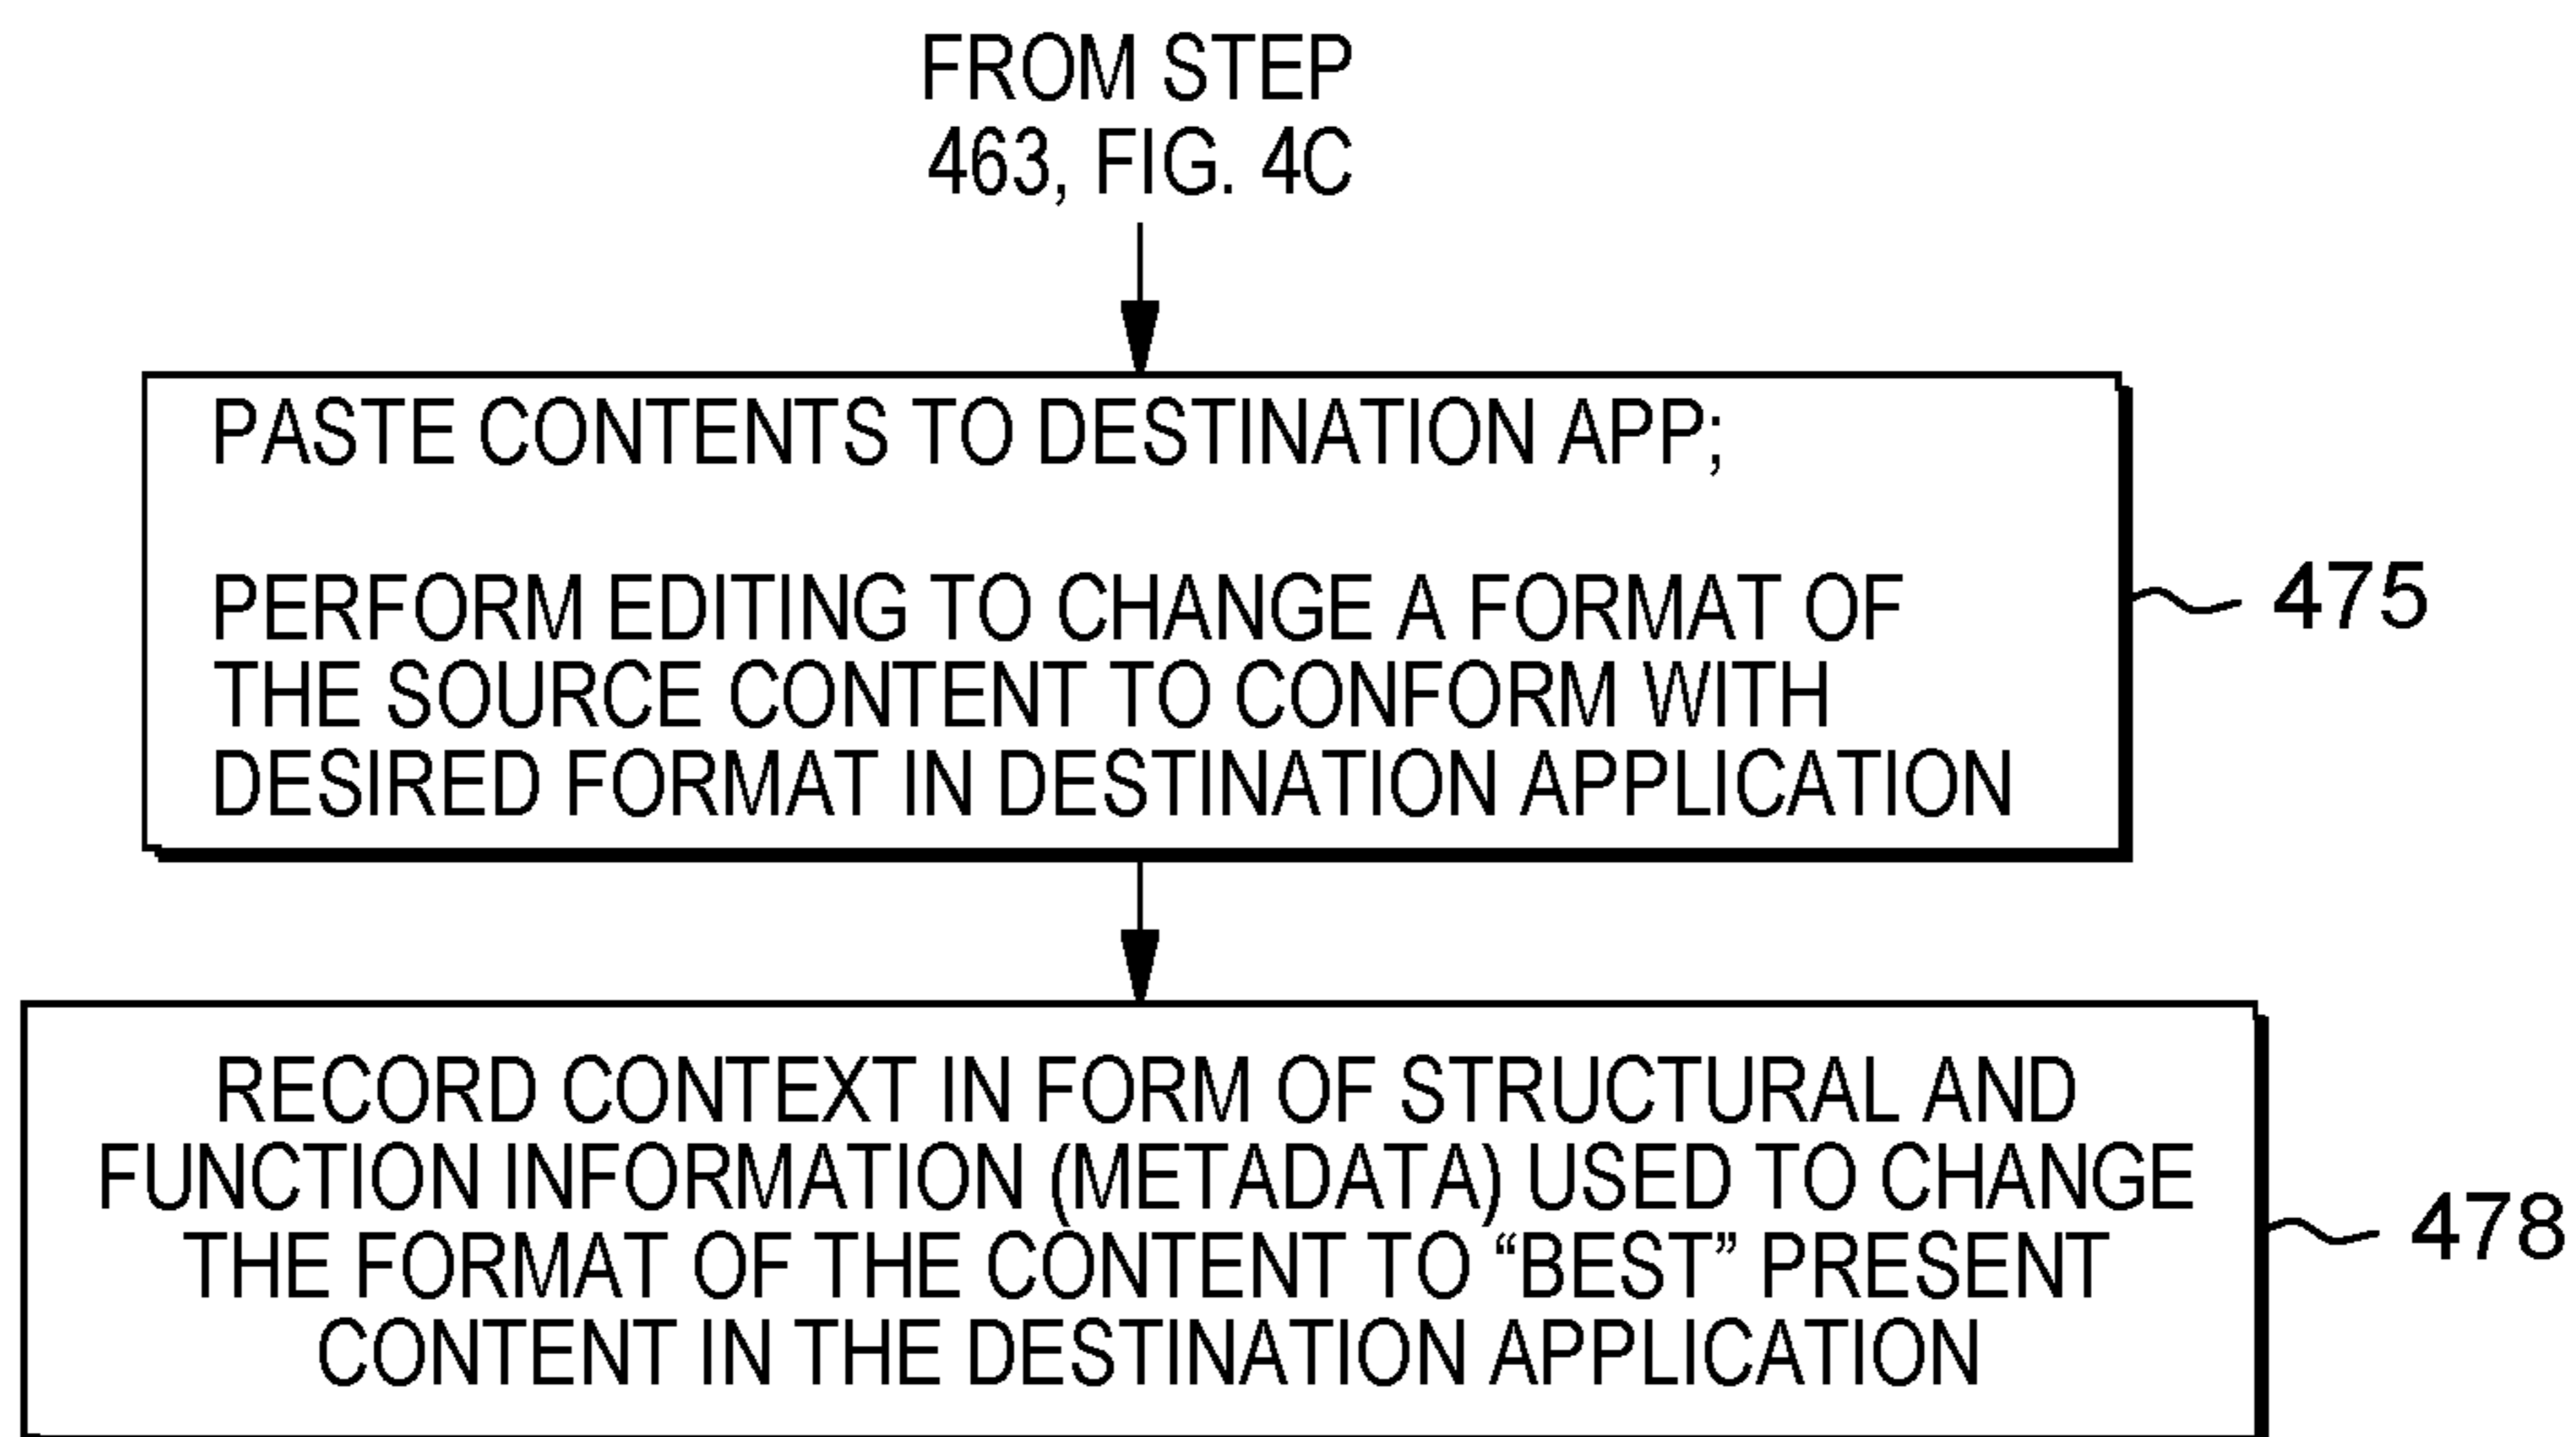 FROM STEP
463, FIG. 4C
PASTE CONTENTS TO DESTINATION APP;
PERFORM EDITING TO CHANGE A FORMAT OF
THE SOURCE CONTENT TO CONFORM WITH
DESIRED FORMAT IN DESTINATION APPLICATION
475
RECORD CONTEXT IN FORM OF STRUCTURAL AND
FUNCTION INFORMATION (METADATA) USED TO CHANGE
THE FORMAT OF THE CONTENT TO “BEST” PRESENT
CONTENT IN THE DESTINATION APPLICATION
478